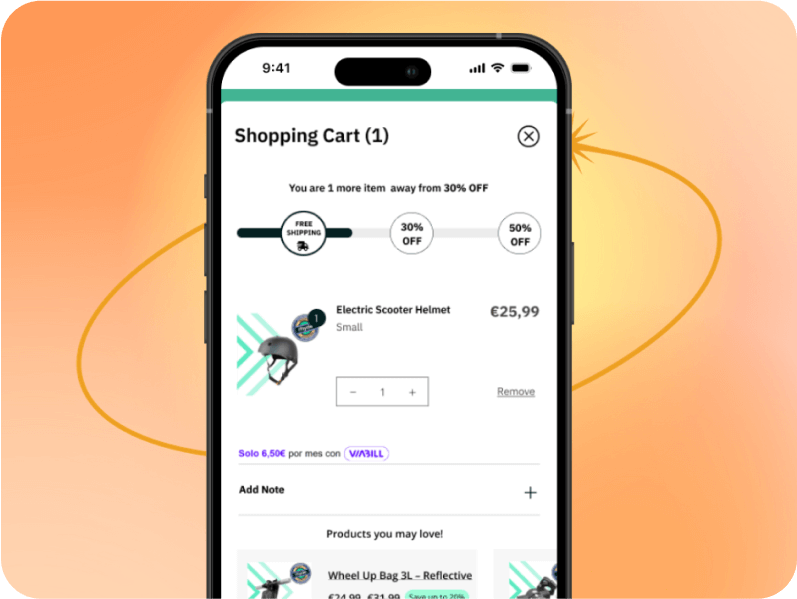 9:41
Shopping Cart (1)
You are 1 more item away from 30% OFF
FREE
SHIPPING
30%
OFF
50%
OFF
1
Electric Scooter Helmet
€25,99
Small
− 1 +
Remove
Solo 6,50€ por mes con VIABILL
Add Note
Products you may love!
Wheel Up Bag 3L – Reflective
€24,99 €31,99 Save up to 20%